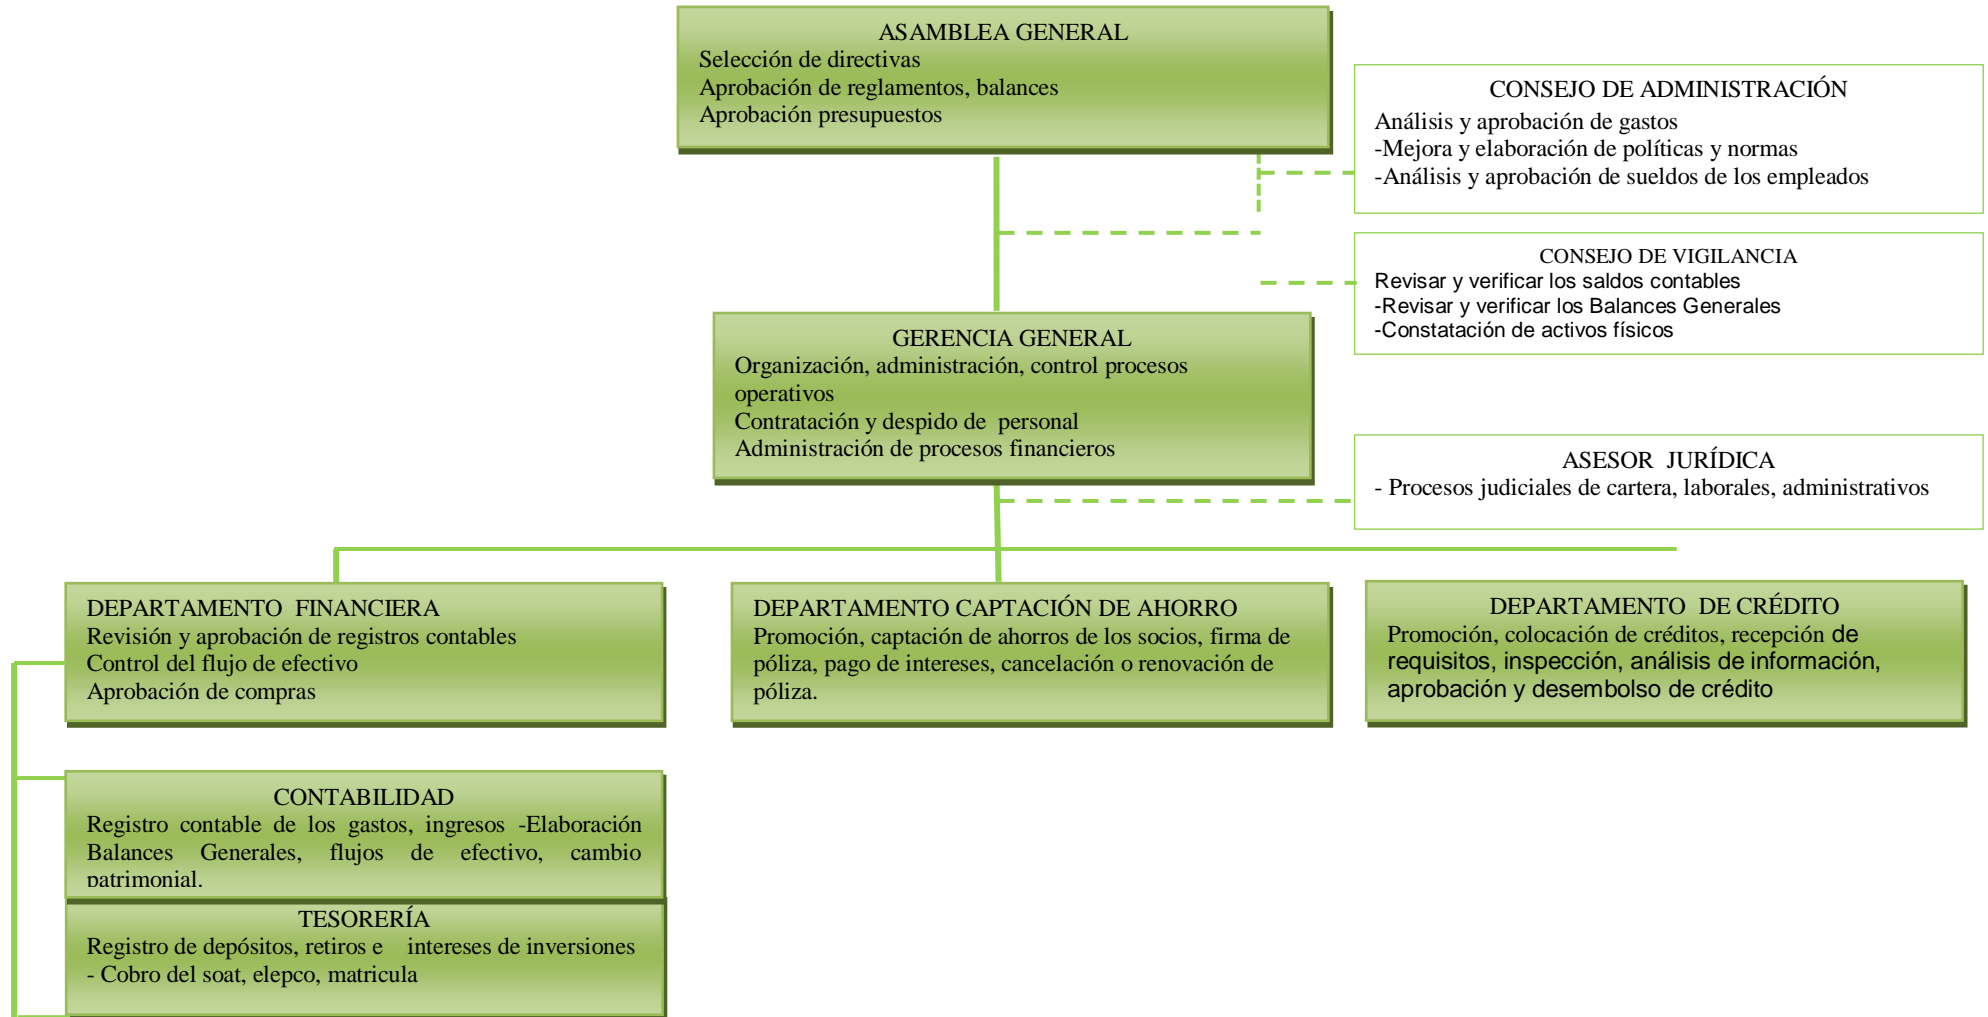 ASAMBLEA GENERAL
Selección de directivas
Aprobación de reglamentos, balances
Aprobación presupuestos
CONSEJO DE ADMINISTRACIÓN
Análisis y aprobación de gastos
-Mejora y elaboración de políticas y normas
-Análisis y aprobación de sueldos de los empleados
CONSEJO DE VIGILANCIA
Revisar y verificar los saldos contables
-Revisar y verificar los Balances Generales
-Constatación de activos físicos
GERENCIA GENERAL
Organización, administración, control procesos
operativos
Contratación y despido de personal
Administración de procesos financieros
ASESOR JURÍDICA
- Procesos judiciales de cartera, laborales, administrativos
DEPARTAMENTO FINANCIERA
Revisión y aprobación de registros contables
Control del flujo de efectivo
Aprobación de compras
DEPARTAMENTO CAPTACIÓN DE AHORRO
Promoción, captación de ahorros de los socios, firma de
póliza, pago de intereses, cancelación o renovación de
póliza.
DEPARTAMENTO DE CRÉDITO
Promoción, colocación de créditos, recepción de
requisitos, inspección, análisis de información,
aprobación y desembolso de crédito
CONTABILIDAD
Registro contable de los gastos, ingresos -Elaboración
Balances Generales, flujos de efectivo, cambio
patrimonial.
TESORERÍA
Registro de depósitos, retiros e intereses de inversiones
- Cobro del soat, elepco, matricula